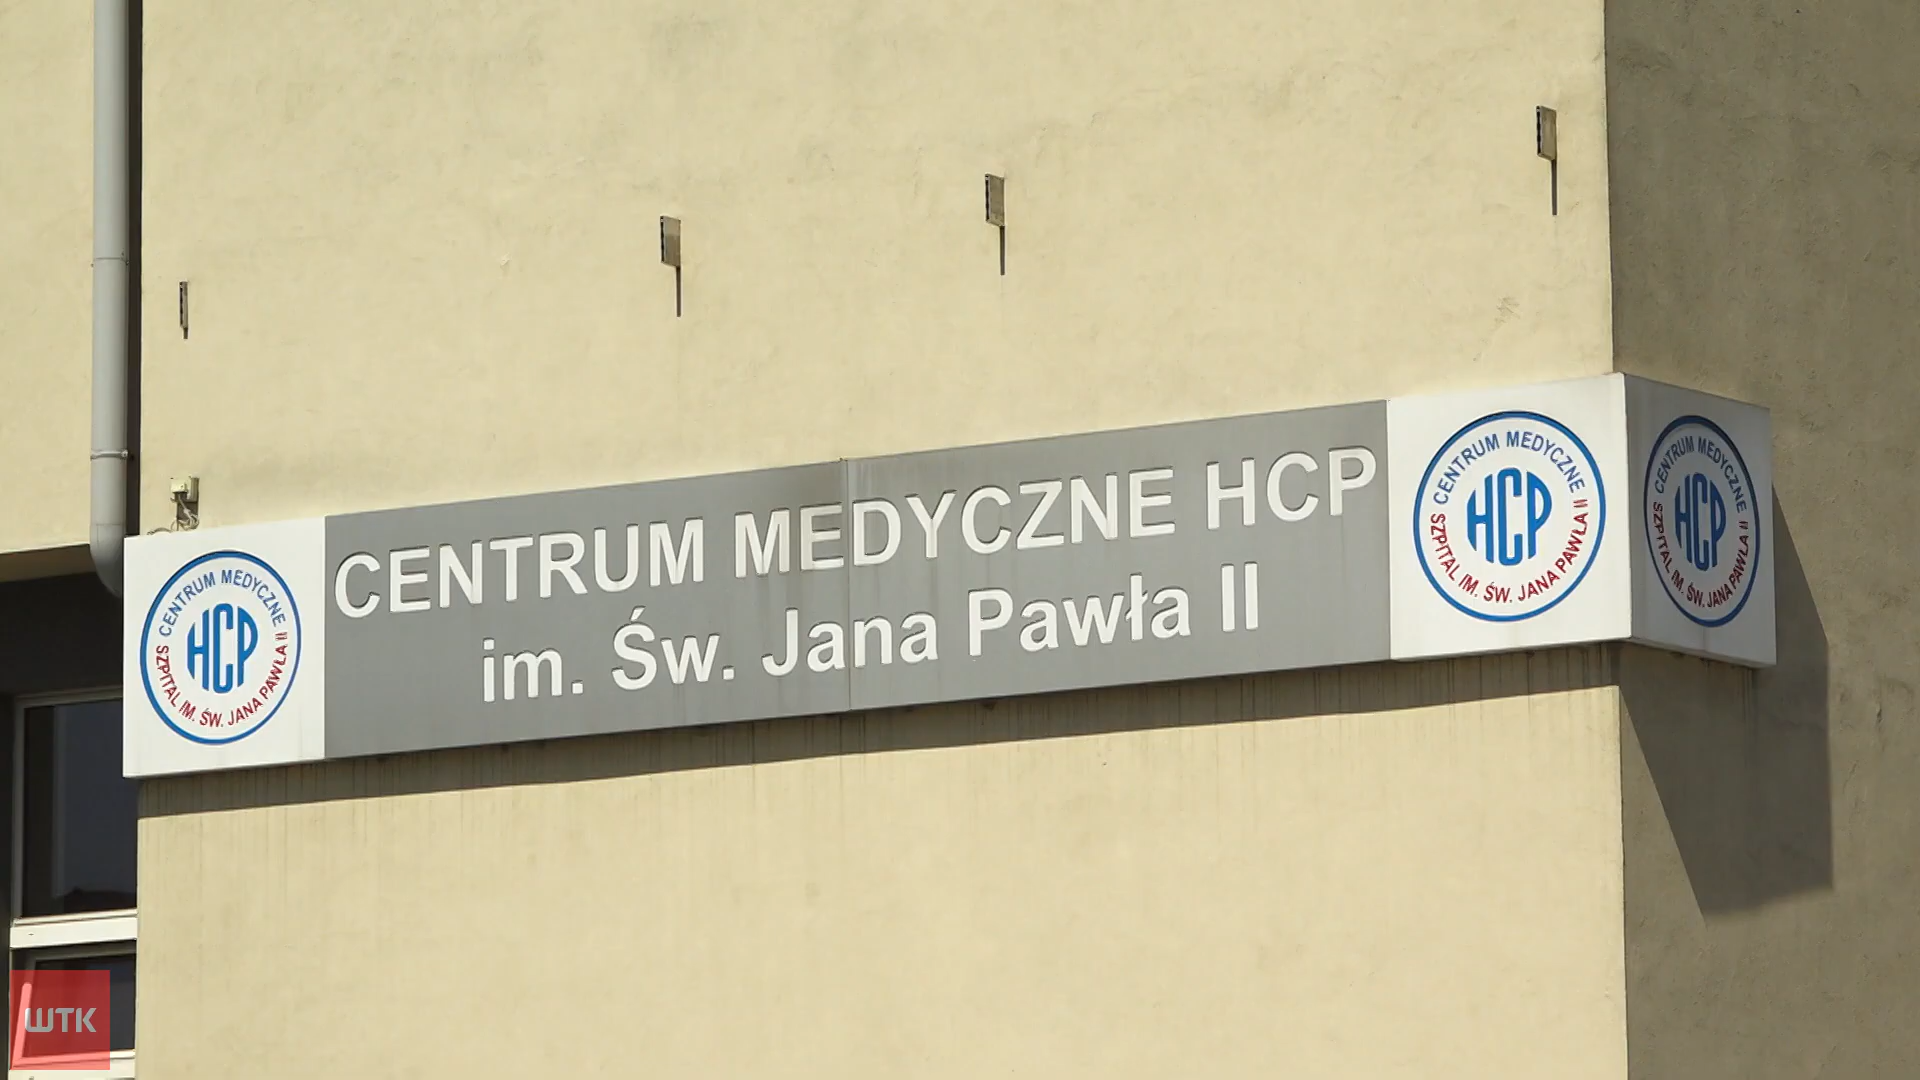 CENTRUM MEDYCZNE HCP
im. Św. Jana Pawła II
CENTRUM MEDYCZNE
HCP
SZPITAL IM. ŚW. JANA PAWŁA II
CENTRUM MEDYCZNE
HCP
SZPITAL IM. ŚW. JANA PAWŁA II
CENTRUM MEDYCZNE
HCP
SZPITAL IM. ŚW. JANA PAWŁA II
WTK